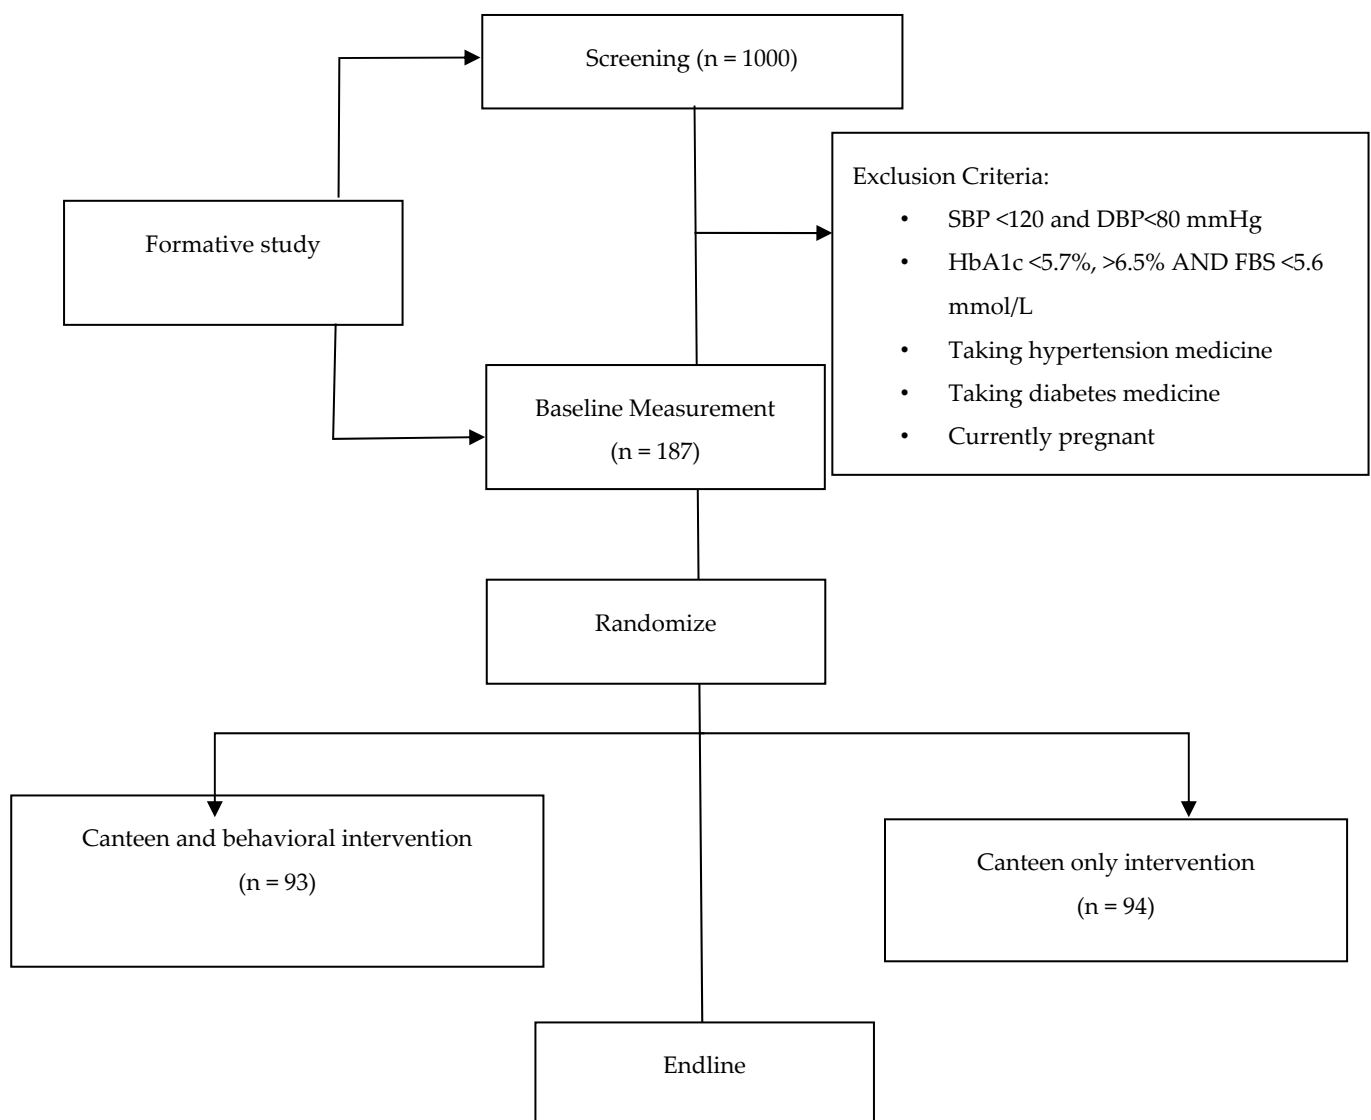 Screening (n = 1000)
Exclusion Criteria:
• SBP <120 and DBP<80 mmHg
• HbA1c <5.7%, >6.5% AND FBS <5.6
mmol/L
• Taking hypertension medicine
• Taking diabetes medicine
• Currently pregnant
Formative study
Baseline Measurement
(n = 187)
Randomize
Canteen and behavioral intervention
(n = 93)
Canteen only intervention
(n = 94)
Endline